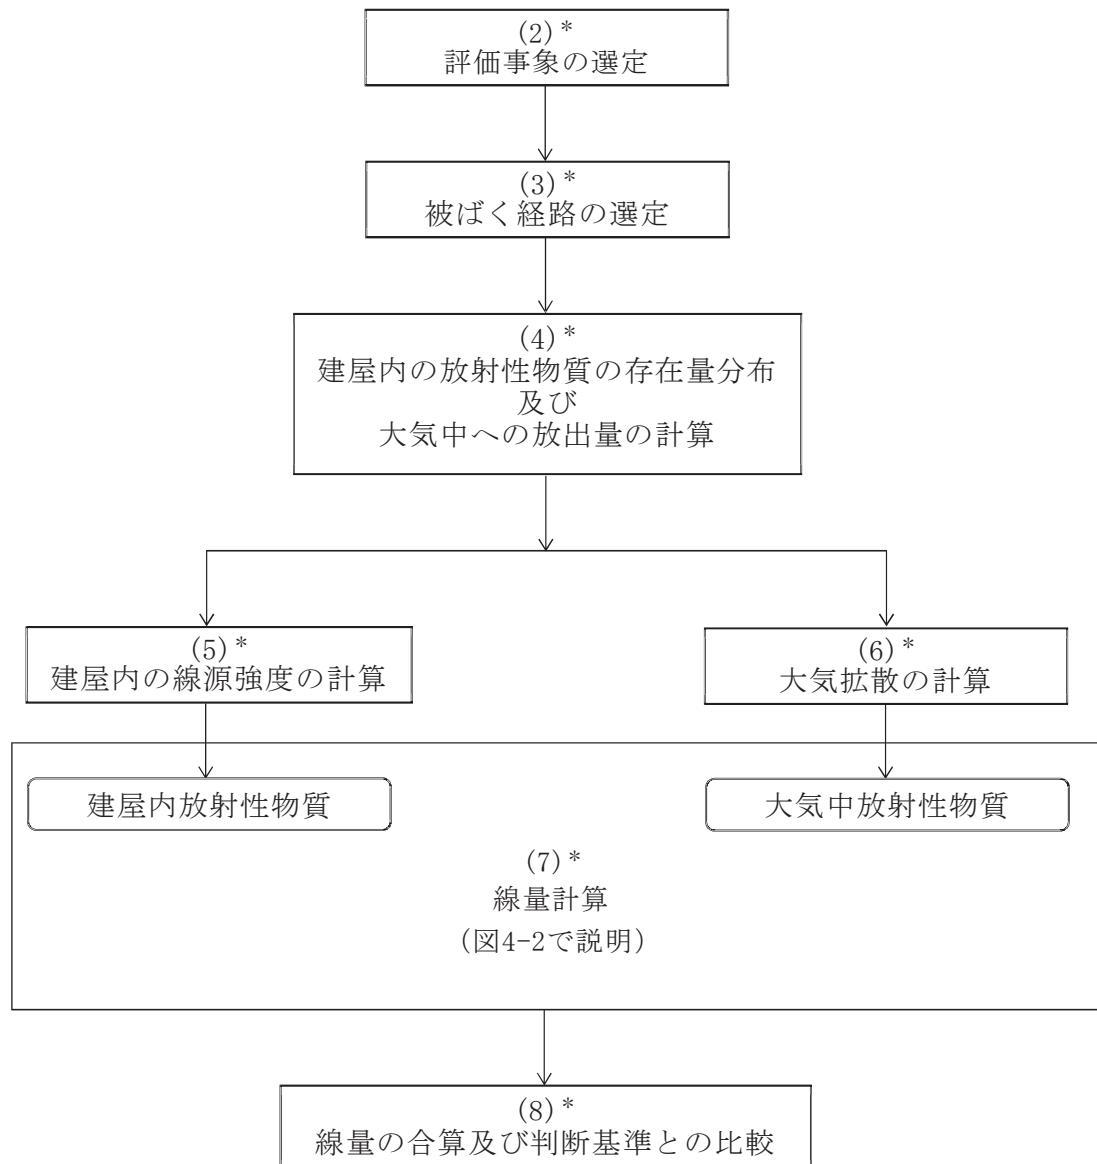 (2)*
評価事象の選定
(3)*
被ばく経路の選定
(4)*
建屋内の放射性物質の存在量分布
及び
大気中への放出量の計算
(5)*
建屋内の線源強度の計算
(6)*
大気拡散の計算
建屋内放射性物質
大気中放射性物質
(7)*
線量計算
(図4-2で説明)
(8)*
線量の合算及び判断基準との比較